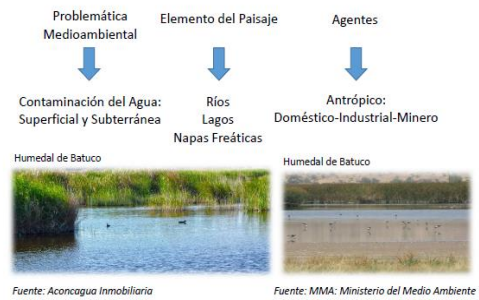 Problemática
Medioambiental
Elemento del Paisaje
Agentes
Contaminación del Agua:
Superficial y Subterránea
Ríos
Lagos
Napas Freáticas
Antrópico:
Doméstico-Industrial-Minero
Humedal de Batuco
Humedal de Batuco
Fuente: Aconcagua Inmobiliaria
Fuente: MMA: Ministerio del Medio Ambiente